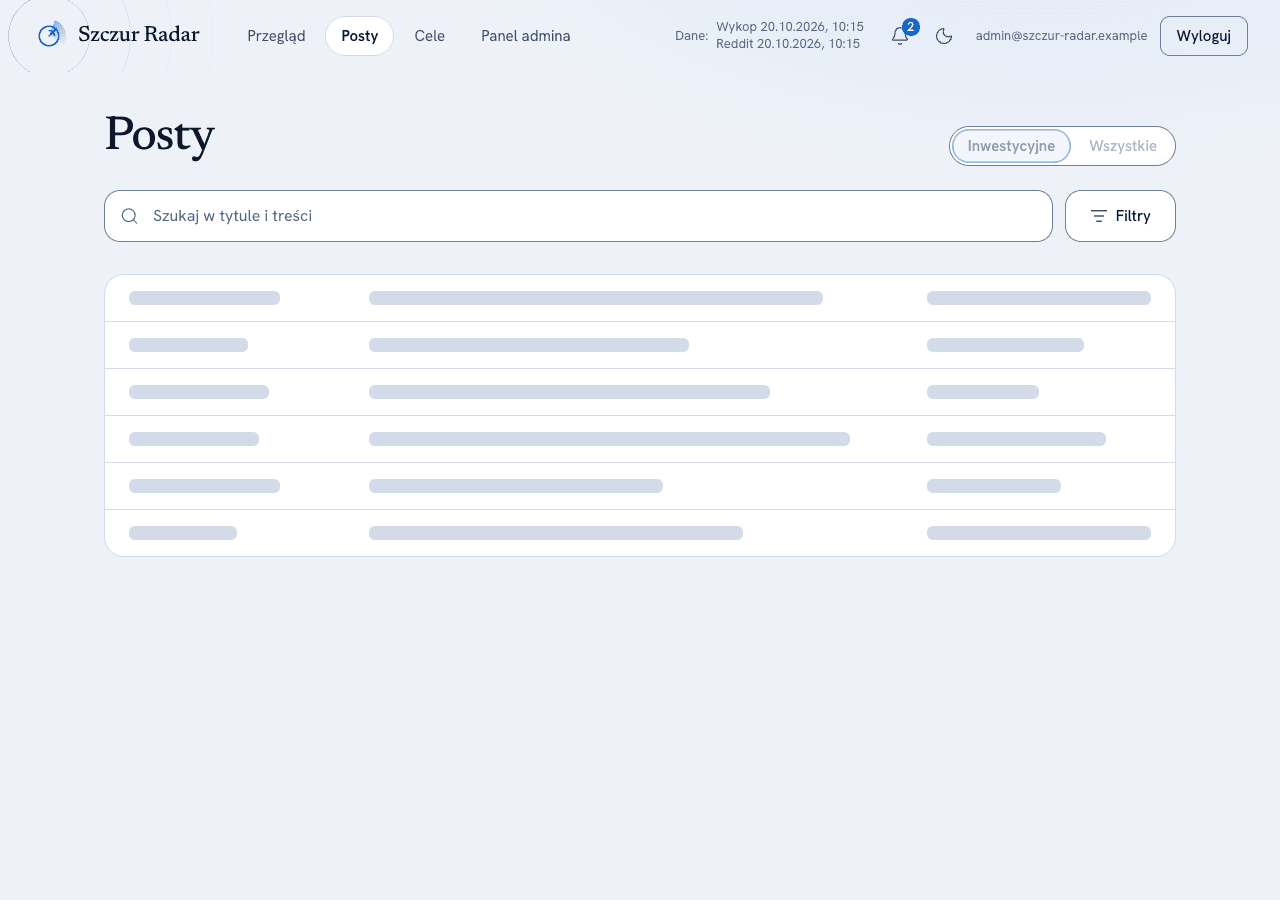 Szczur Radar
Przegląd
Posty
Cele
Panel admina
Dane:
Wykop 20.10.2026, 10:15
Reddit 20.10.2026, 10:15
2
admin@szczur-radar.example
Wyloguj
Posty
Inwestycyjne
Wszystkie
Szukaj w tytule i treści
Filtry